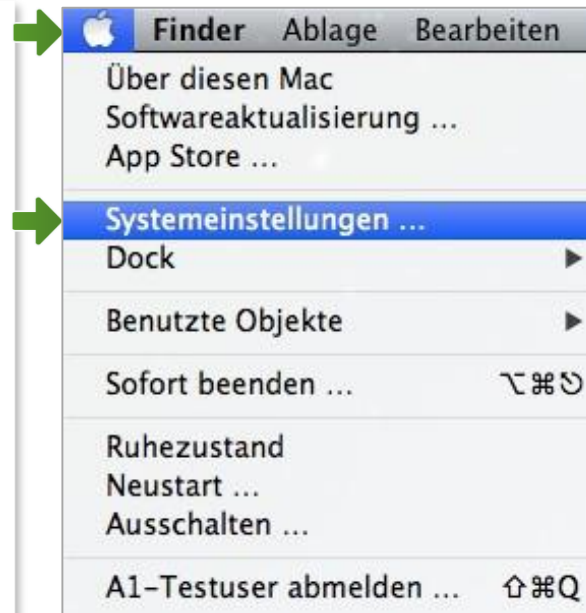 Finder Ablage Bearbeiten
Über diesen Mac
Softwareaktualisierung ...
App Store ...
Systemeinstellungen ...
Dock ▶
Benutzte Objekte ▶
Sofort beenden ... ⌥⌘⎋
Ruhezustand
Neustart ...
Ausschalten ...
A1-Testuser abmelden ... ⇧⌘Q